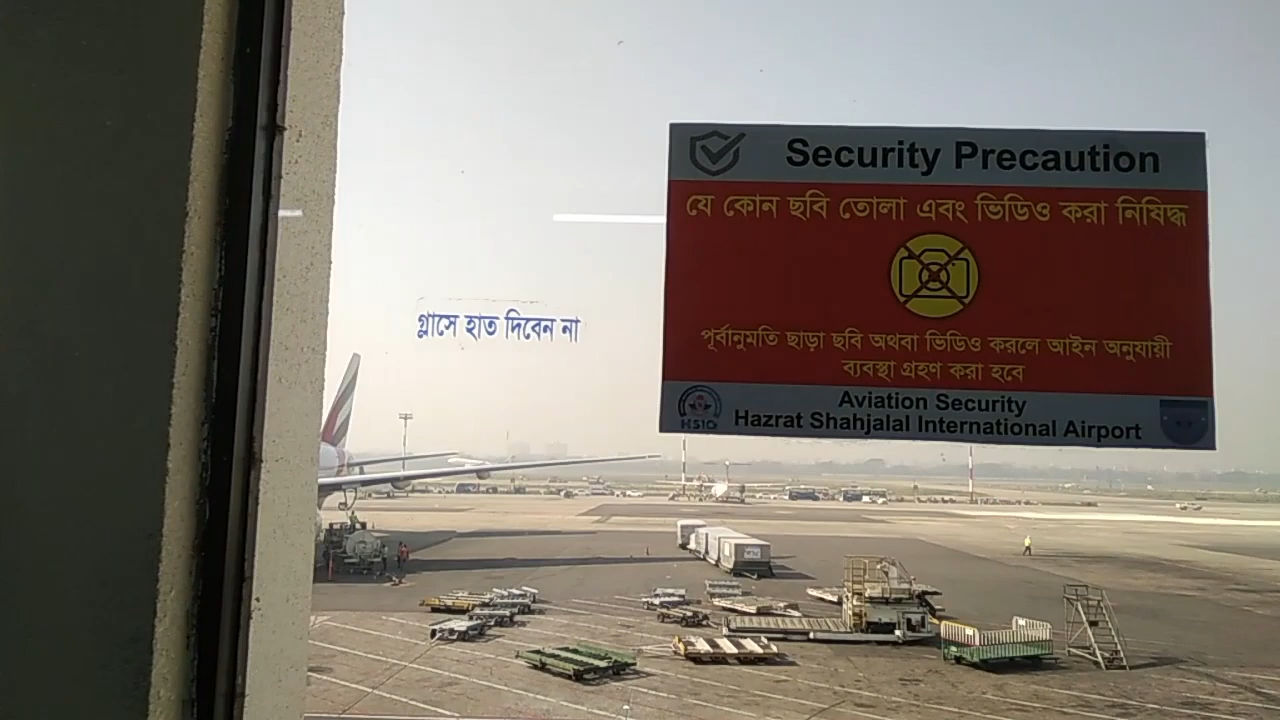 Security Precaution
যে কোন ছবি তোলা এবং ভিডিও করা নিষিদ্ধ
গ্লাসে হাত দিবেন না
পূর্বানুমতি ছাড়া ছবি অথবা ভিডিও করলে আইন অনুযায়ী
ব্যবস্থা গ্রহণ করা হবে
Aviation Security
Hazrat Shahjalal International Airport